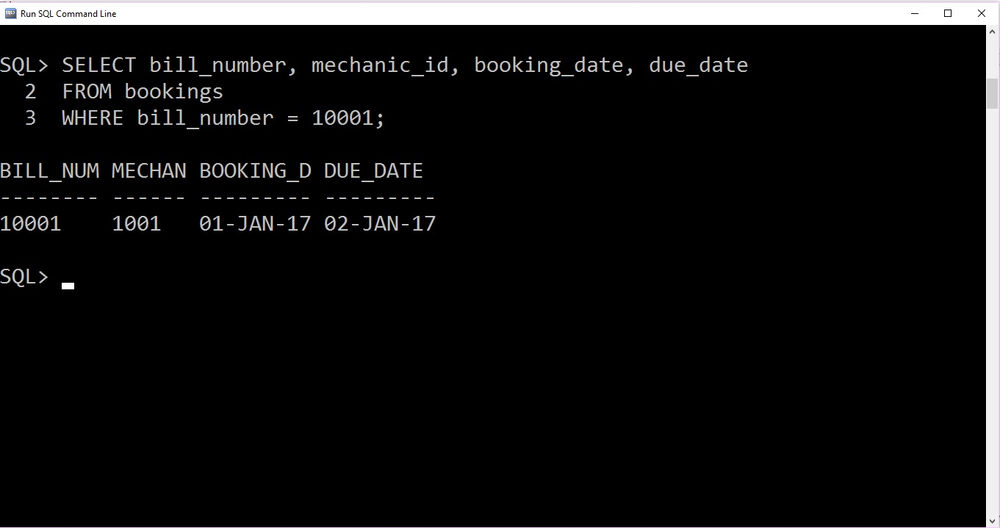 Run SQL Command Line
SQL> SELECT bill_number, mechanic_id, booking_date, due_date
2 FROM bookings
3 WHERE bill_number = 10001;
BILL_NUM MECHAN BOOKING_D DUE_DATE
-------- ------ --------- ---------
10001 1001 01-JAN-17 02-JAN-17
SQL>